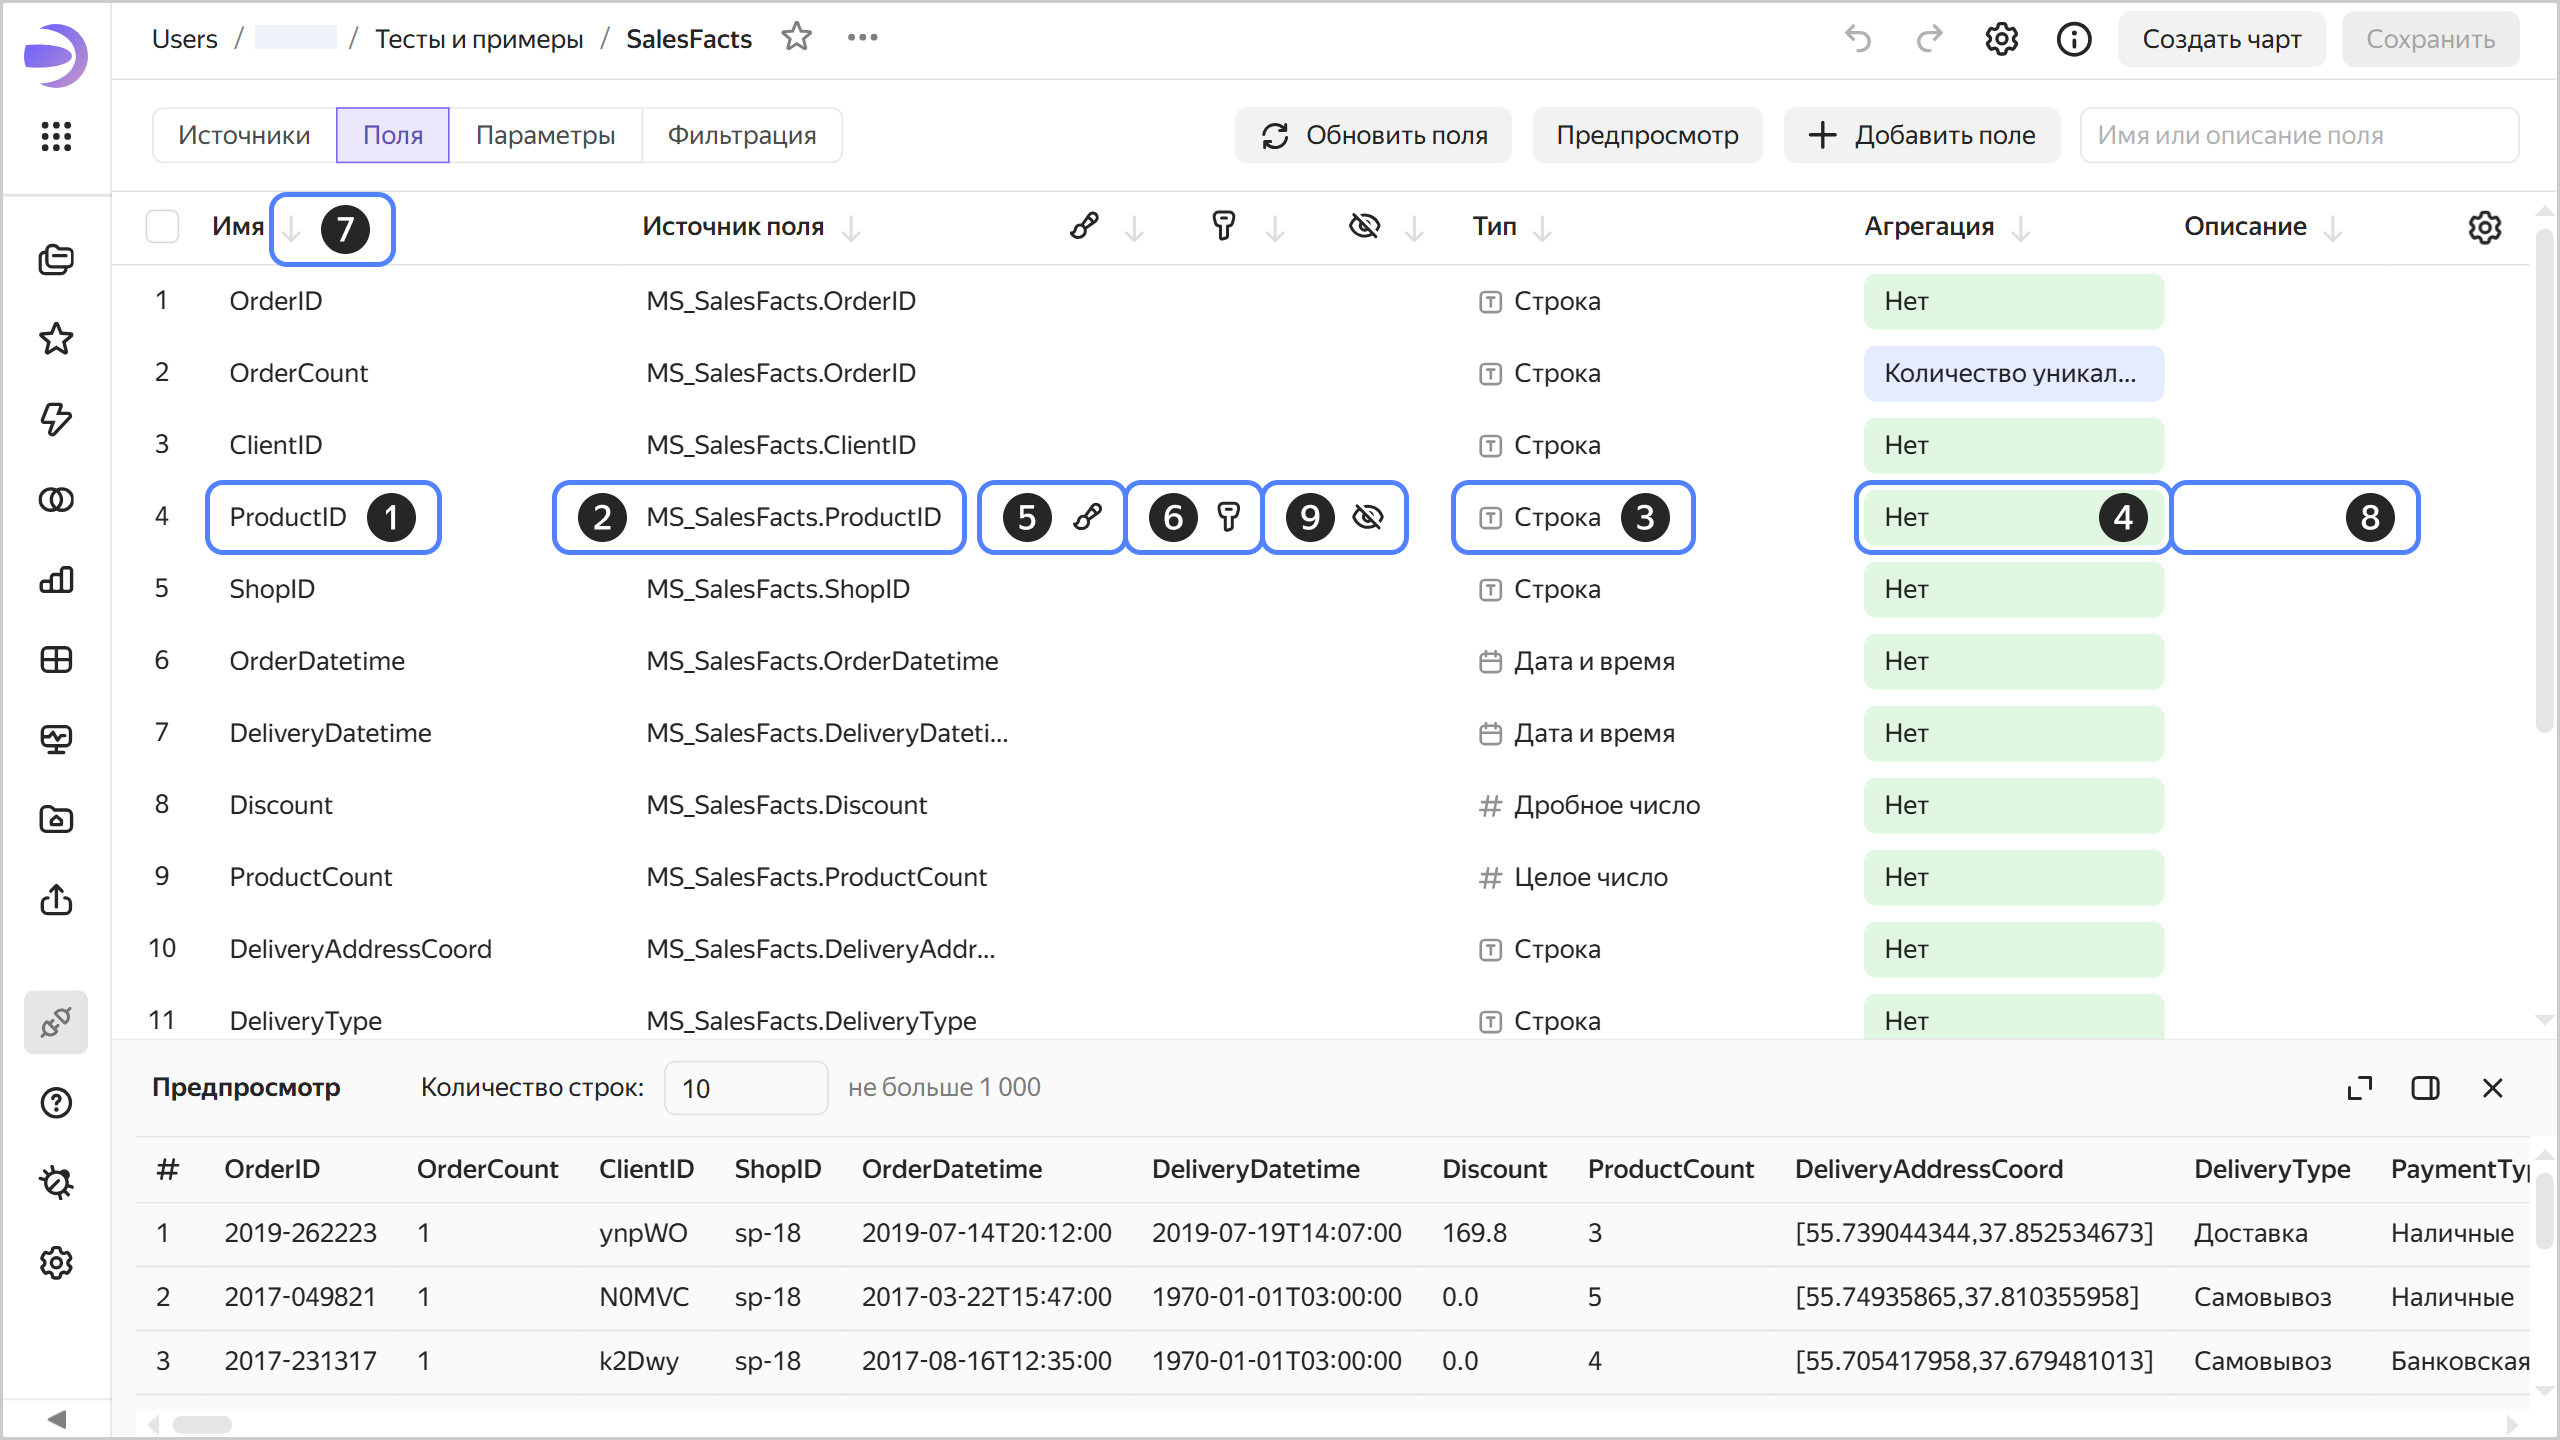 Users / / Тесты и примеры / SalesFacts ••• Создать чарт Сохранить
Источники Поля Параметры Фильтрация Обновить поля Предпросмотр + Добавить поле Имя или описание поля
Имя 7 Источник поля Тип Агрегация Описание
1 OrderID MS_SalesFacts.OrderID Строка Нет
2 OrderCount MS_SalesFacts.OrderID Строка Количество уникал...
3 ClientID MS_SalesFacts.ClientID Строка Нет
4 ProductID 1 2 MS_SalesFacts.ProductID 5 6 9 Строка 3 Нет 4 8
5 ShopID MS_SalesFacts.ShopID Строка Нет
6 OrderDatetime MS_SalesFacts.OrderDatetime Дата и время Нет
7 DeliveryDatetime MS_SalesFacts.DeliveryDateti... Дата и время Нет
8 Discount MS_SalesFacts.Discount # Дробное число Нет
9 ProductCount MS_SalesFacts.ProductCount # Целое число Нет
10 DeliveryAddressCoord MS_SalesFacts.DeliveryAddr... Строка Нет
11 DeliveryType MS_SalesFacts.DeliveryType Строка Нет
Предпросмотр Количество строк: 10 не больше 1 000
# OrderID OrderCount ClientID ShopID OrderDatetime DeliveryDatetime Discount ProductCount DeliveryAddressCoord DeliveryType PaymentTyp
1 2019-262223 1 ynpWO sp-18 2019-07-14T20:12:00 2019-07-19T14:07:00 169.8 3 [55.739044344,37.852534673] Доставка Наличные
2 2017-049821 1 N0MVC sp-18 2017-03-22T15:47:00 1970-01-01T03:00:00 0.0 5 [55.74935865,37.810355958] Самовывоз Наличные
3 2017-231317 1 k2Dwy sp-18 2017-08-16T12:35:00 1970-01-01T03:00:00 0.0 4 [55.705417958,37.679481013] Самовывоз Банковская